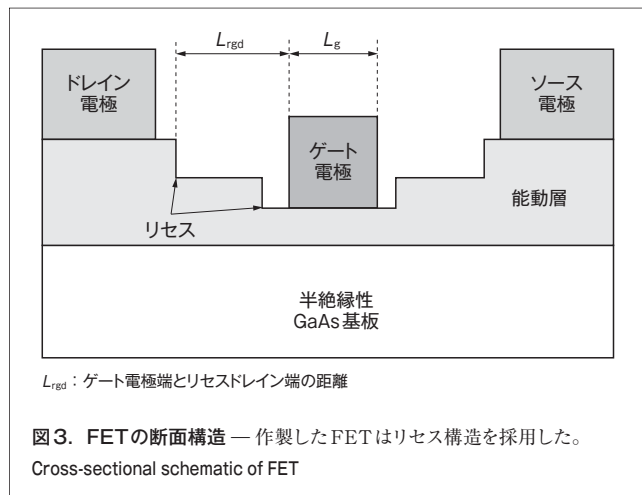 Lrgd
Lg
ドレイン
電極
ソース
電極
ゲート
電極
リセス
能動層
半絶縁性
GaAs基板
Lrgd：ゲート電極端とリセスドレイン端の距離
図3．FETの断面構造 ― 作製したFETはリセス構造を採用した。
Cross-sectional schematic of FET